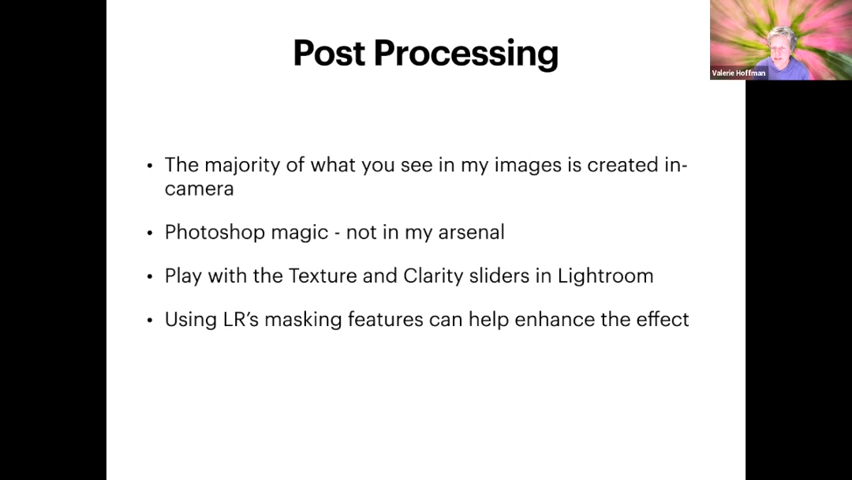 Post Processing
Valerie Hoffman
• The majority of what you see in my images is created in-
camera
• Photoshop magic - not in my arsenal
• Play with the Texture and Clarity sliders in Lightroom
• Using LR’s masking features can help enhance the effect